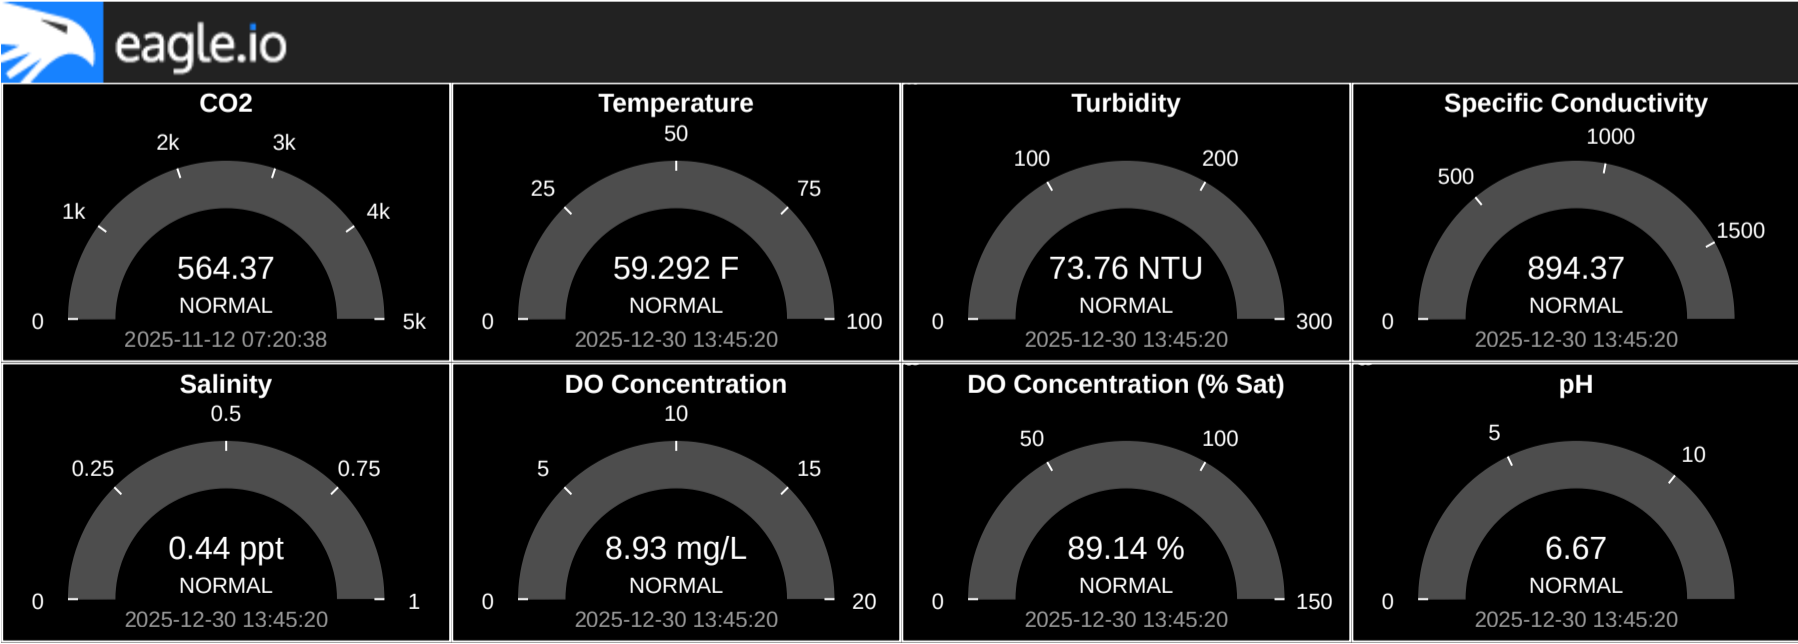 eagle.io
CO2
0
1k
2k
3k
4k
5k
564.37
NORMAL
2025-11-12 07:20:38
Temperature
0
25
50
75
100
59.292 F
NORMAL
2025-12-30 13:45:20
Turbidity
0
100
200
300
73.76 NTU
NORMAL
2025-12-30 13:45:20
Specific Conductivity
0
500
1000
1500
894.37
NORMAL
2025-12-30 13:45:20
Salinity
0
0.25
0.5
0.75
1
0.44 ppt
NORMAL
2025-12-30 13:45:20
DO Concentration
0
5
10
15
20
8.93 mg/L
NORMAL
2025-12-30 13:45:20
DO Concentration (% Sat)
0
50
100
150
89.14 %
NORMAL
2025-12-30 13:45:20
pH
0
5
10
6.67
NORMAL
2025-12-30 13:45:20